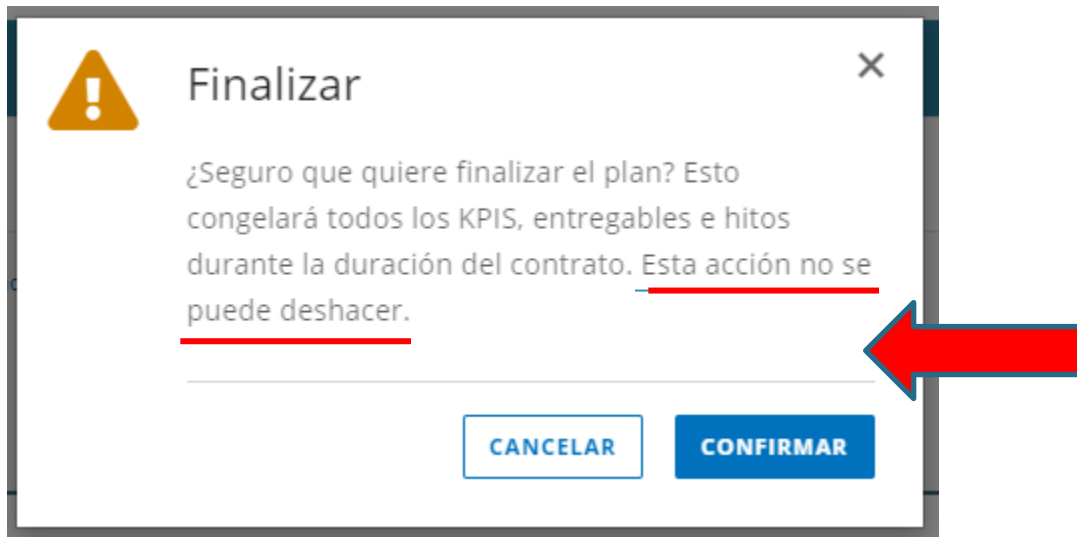 Finalizar
¿Seguro que quiere finalizar el plan? Esto
congelará todos los KPIS, entregables e hitos
durante la duración del contrato. Esta acción no se
puede deshacer.
CANCELAR CONFIRMAR